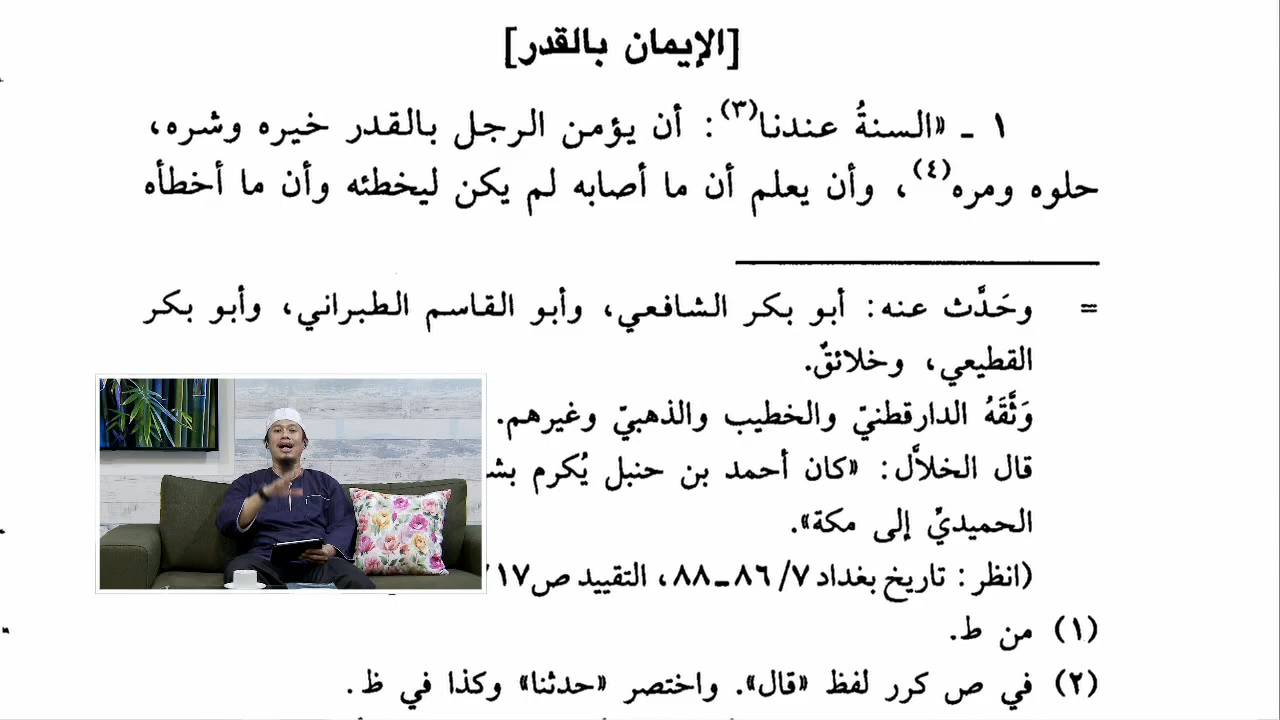 [الإيمان بالقدر]
١ ـ «السنةُ عندنا(٣): أن يؤمن الرجل بالقدر خيره وشره،
حلوه ومره(٤)، وأن يعلم أن ما أصابه لم يكن ليخطئه وأن ما أخطأه
= وحَدَّث عنه: أبو بكر الشافعي، وأبو القاسم الطبراني، وأبو بكر
القطيعي، وخلائقٌ.
وَثَّقَهُ الدارقطنيّ والخطيب والذهبيّ وغيرهم.
قال الخلاَّل: «كان أحمد بن حنبل يُكرم
الحميديِّ إلى مكة».
(انظر: تاريخ بغداد ٧/ ٨٦ـ٨٨، التقييد ص
(١) من ط.
(٢) في ص كرر لفظ «قال». واختصر «حدثنا» وكذا في ظ.